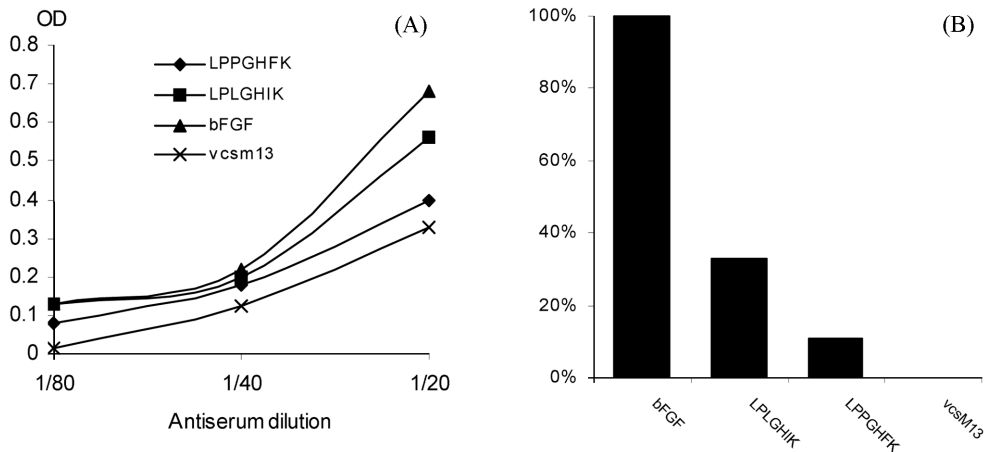 OD
(A)
0.8
0.7
0.6
0.5
0.4
0.3
0.2
0.1
0
LPPGHFK
LPLGHIK
bFGF
vcsm13
1/80 1/40 1/20
Antiserum dilution
(B)
100%
80%
60%
40%
20%
0%
bFGF
LPLGHIK
LPPGHFK
vcsM13